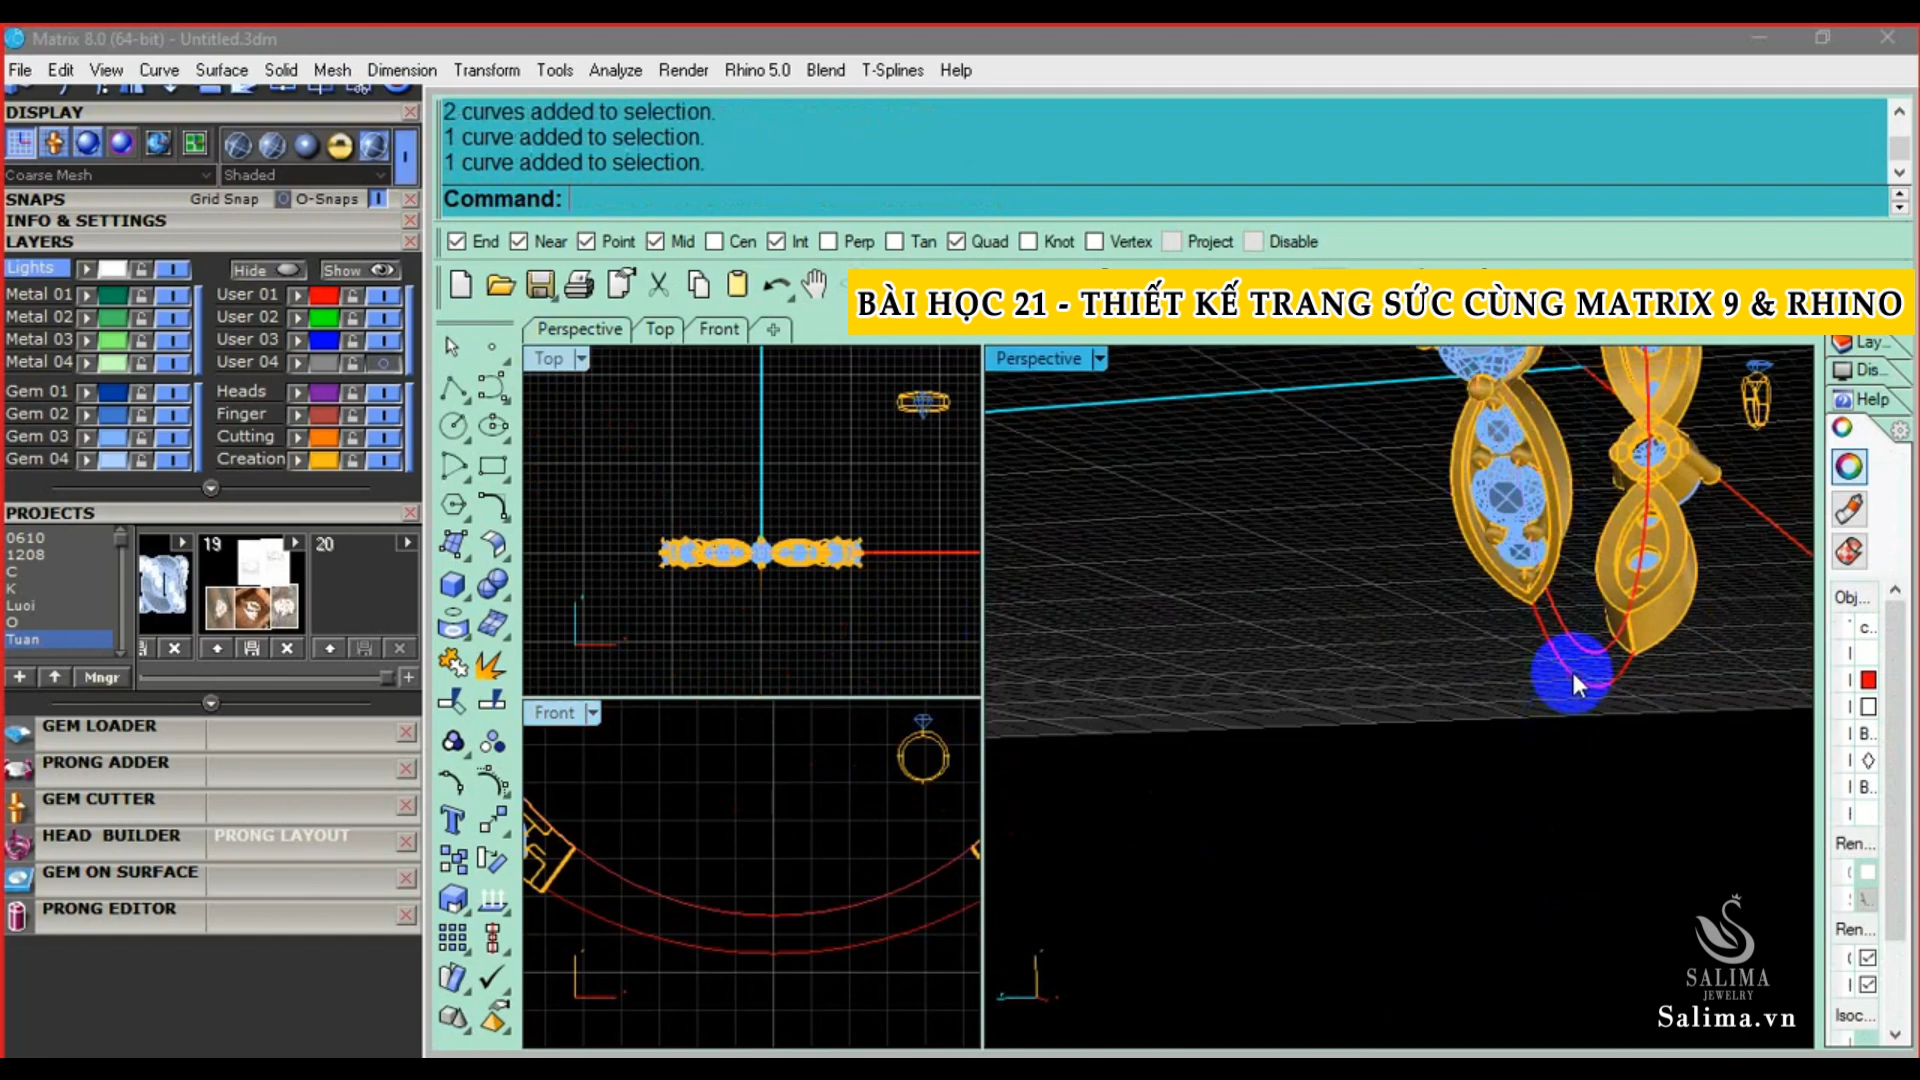 Matrix 8.0 (64-bit) - Untitled.3dm
File Edit View Curve Surface Solid Mesh Dimension Transform Tools Analyze Render Rhino 5.0 Blend T-Splines Help
DISPLAY
Coarse Mesh Shaded
SNAPS Grid Snap O-Snaps
INFO & SETTINGS
LAYERS
Lights Hide Show
Metal 01 User 01
Metal 02 User 02
Metal 03 User 03
Metal 04 User 04
Gem 01 Heads
Gem 02 Finger
Gem 03 Cutting
Gem 04 Creation
PROJECTS
0610
1208
C
K
Luoi
O
Tuan
19 20
Mngr
GEM LOADER
PRONG ADDER
GEM CUTTER
HEAD BUILDER PRONG LAYOUT
GEM ON SURFACE
PRONG EDITOR
2 curves added to selection.
1 curve added to selection.
1 curve added to selection.
Command:
End Near Point Mid Cen Int Perp Tan Quad Knot Vertex Project Disable
BÀI HỌC 21 - THIẾT KẾ TRANG SỨC CÙNG MATRIX 9 & RHINO
Perspective Top Front
Top
Perspective
Front
Lay...
Dis...
Help
Obj...
c..
B..
B..
Ren...
Ren...
Isoc...
SALIMA
JEWELRY
Salima.vn